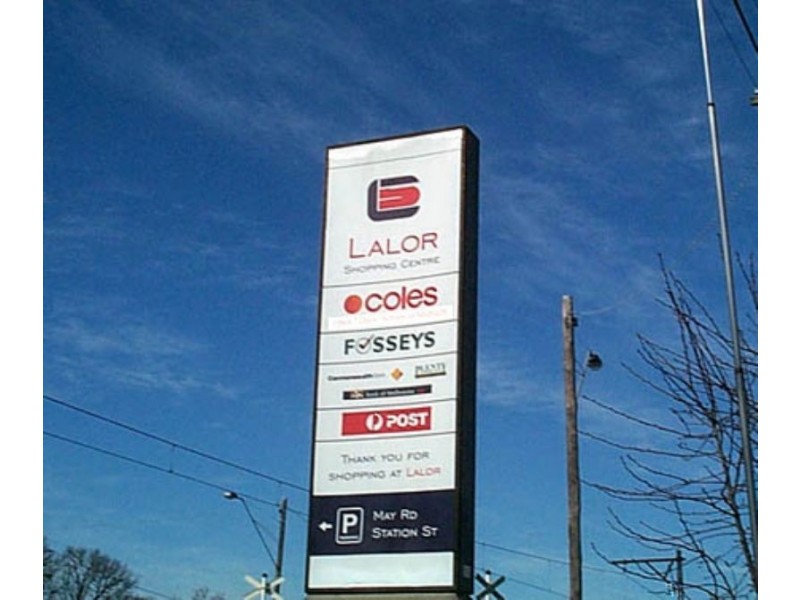 LALOR
SHOPPING CENTRE
coles
FOSSEYS
Commonwealth Bank
Bank of Melbourne
POST
THANK YOU FOR
SHOPPING AT LALOR
P
MAY RD
STATION ST